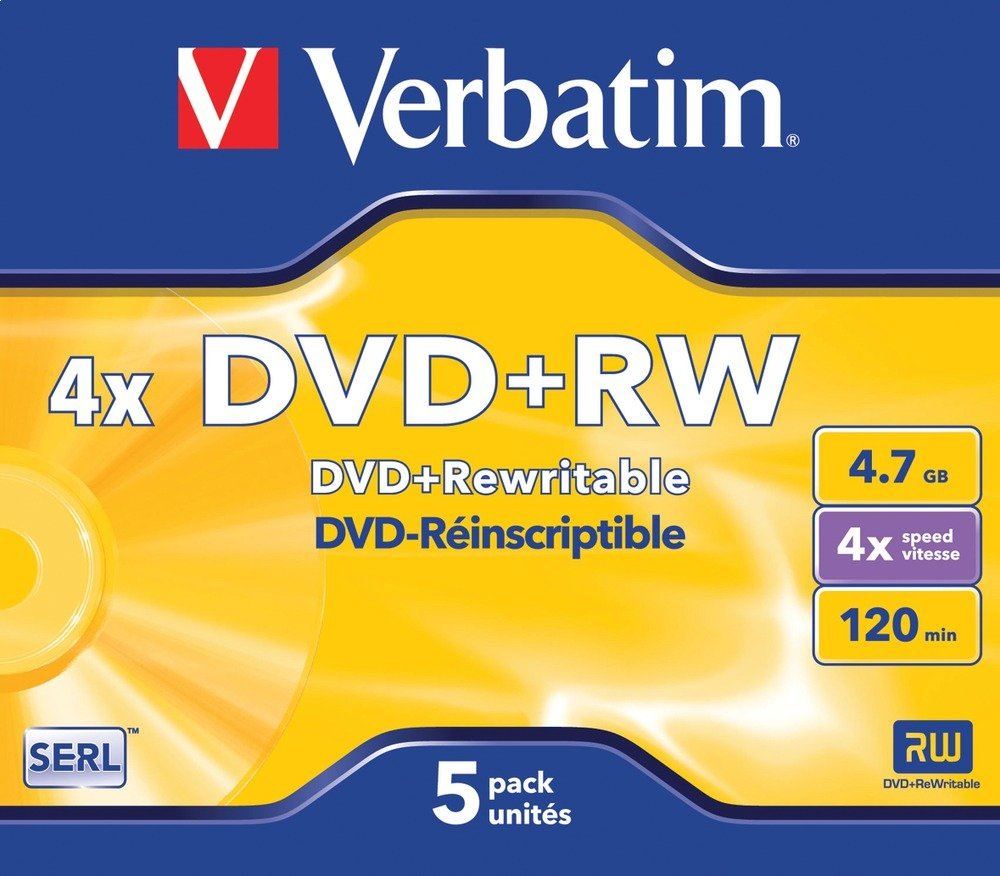 V Verbatim®
4x DVD+RW
DVD+Rewritable
DVD-Réinscriptible
4.7 GB
4x speed
vitesse
120 min
SERL™
RW
DVD+ReWritable
5 pack
unités